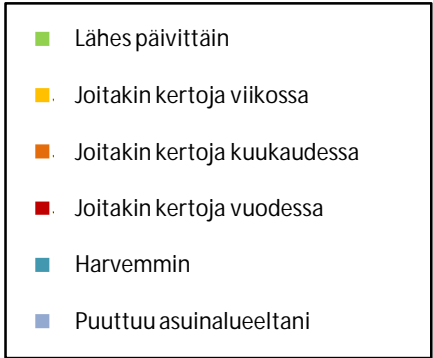 Lähes päivittäin
Joitakin kertoja viikossa
Joitakin kertoja kuukaudessa
Joitakin kertoja vuodessa
Harvemmin
Puuttuu asuinalueeltani